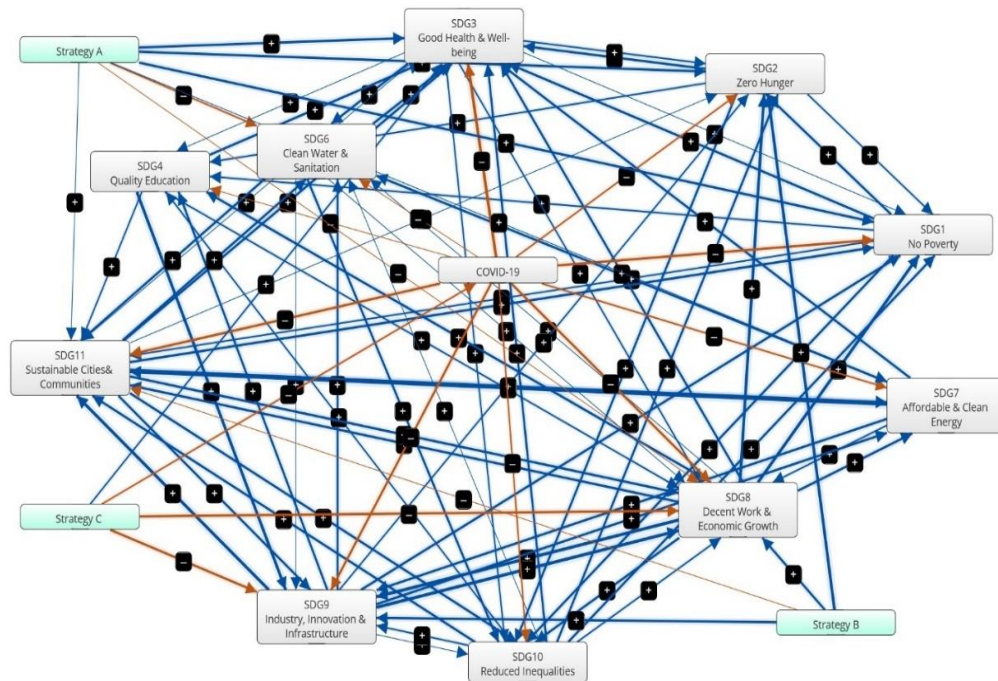 SDG3
Good Health & Well-
being
Strategy A
SDG2
Zero Hunger
SDG6
Clean Water &
Sanitation
SDG4
Quality Education
SDG1
No Poverty
COVID-19
SDG11
Sustainable Cities&
Communities
SDG7
Affordable & Clean
Energy
Strategy C
SDG8
Decent Work &
Economic Growth
SDG9
Industry, Innovation &
Infrastructure
Strategy B
SDG10
Reduced Inequalities